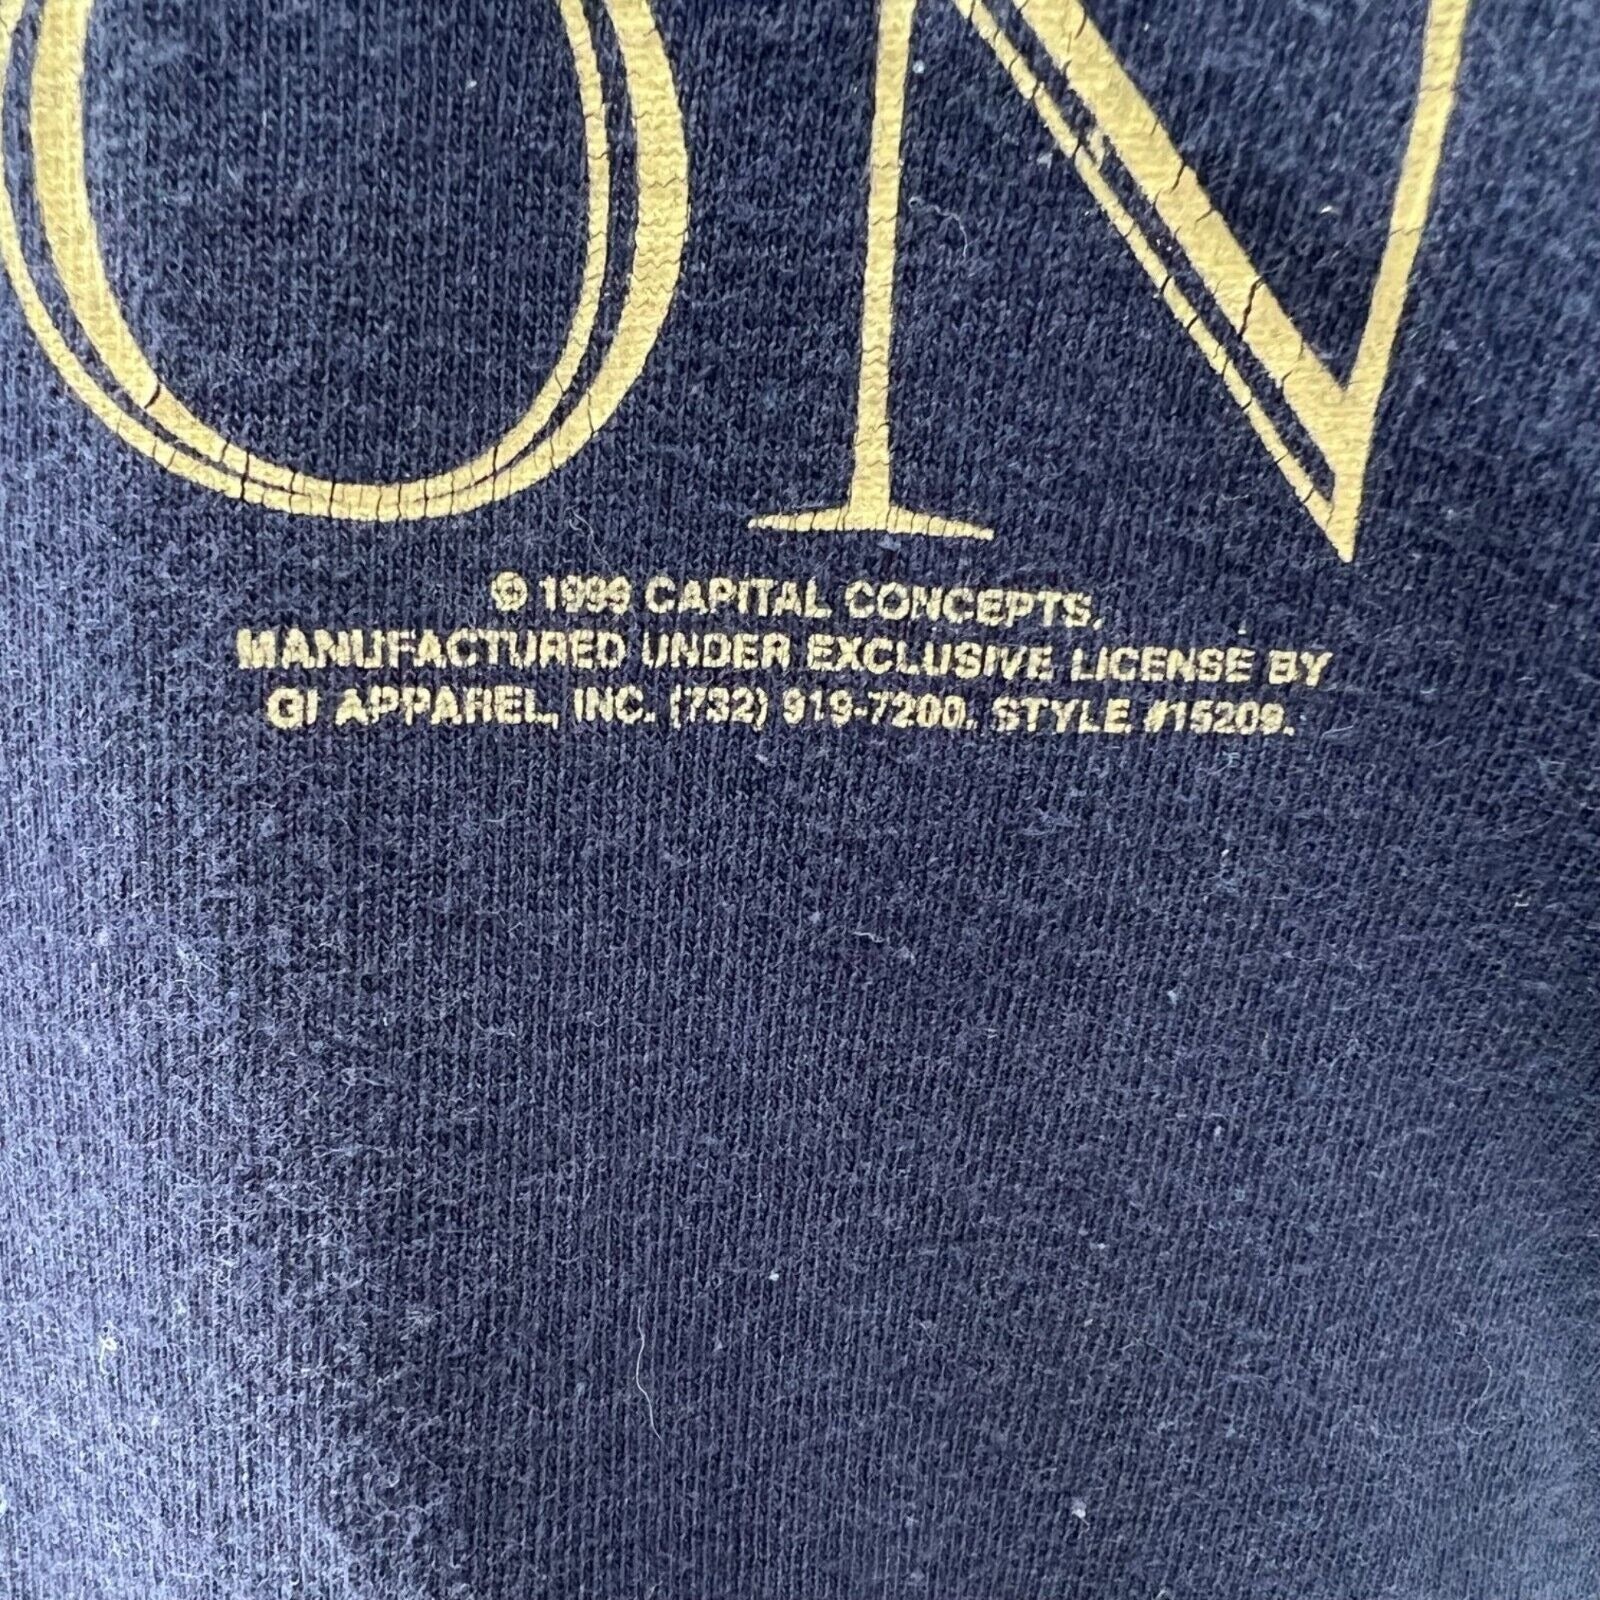 ON
© 1999 CAPITAL CONCEPTS.
MANUFACTURED UNDER EXCLUSIVE LICENSE BY
GI APPAREL, INC. (732) 919-7200. STYLE #15209.